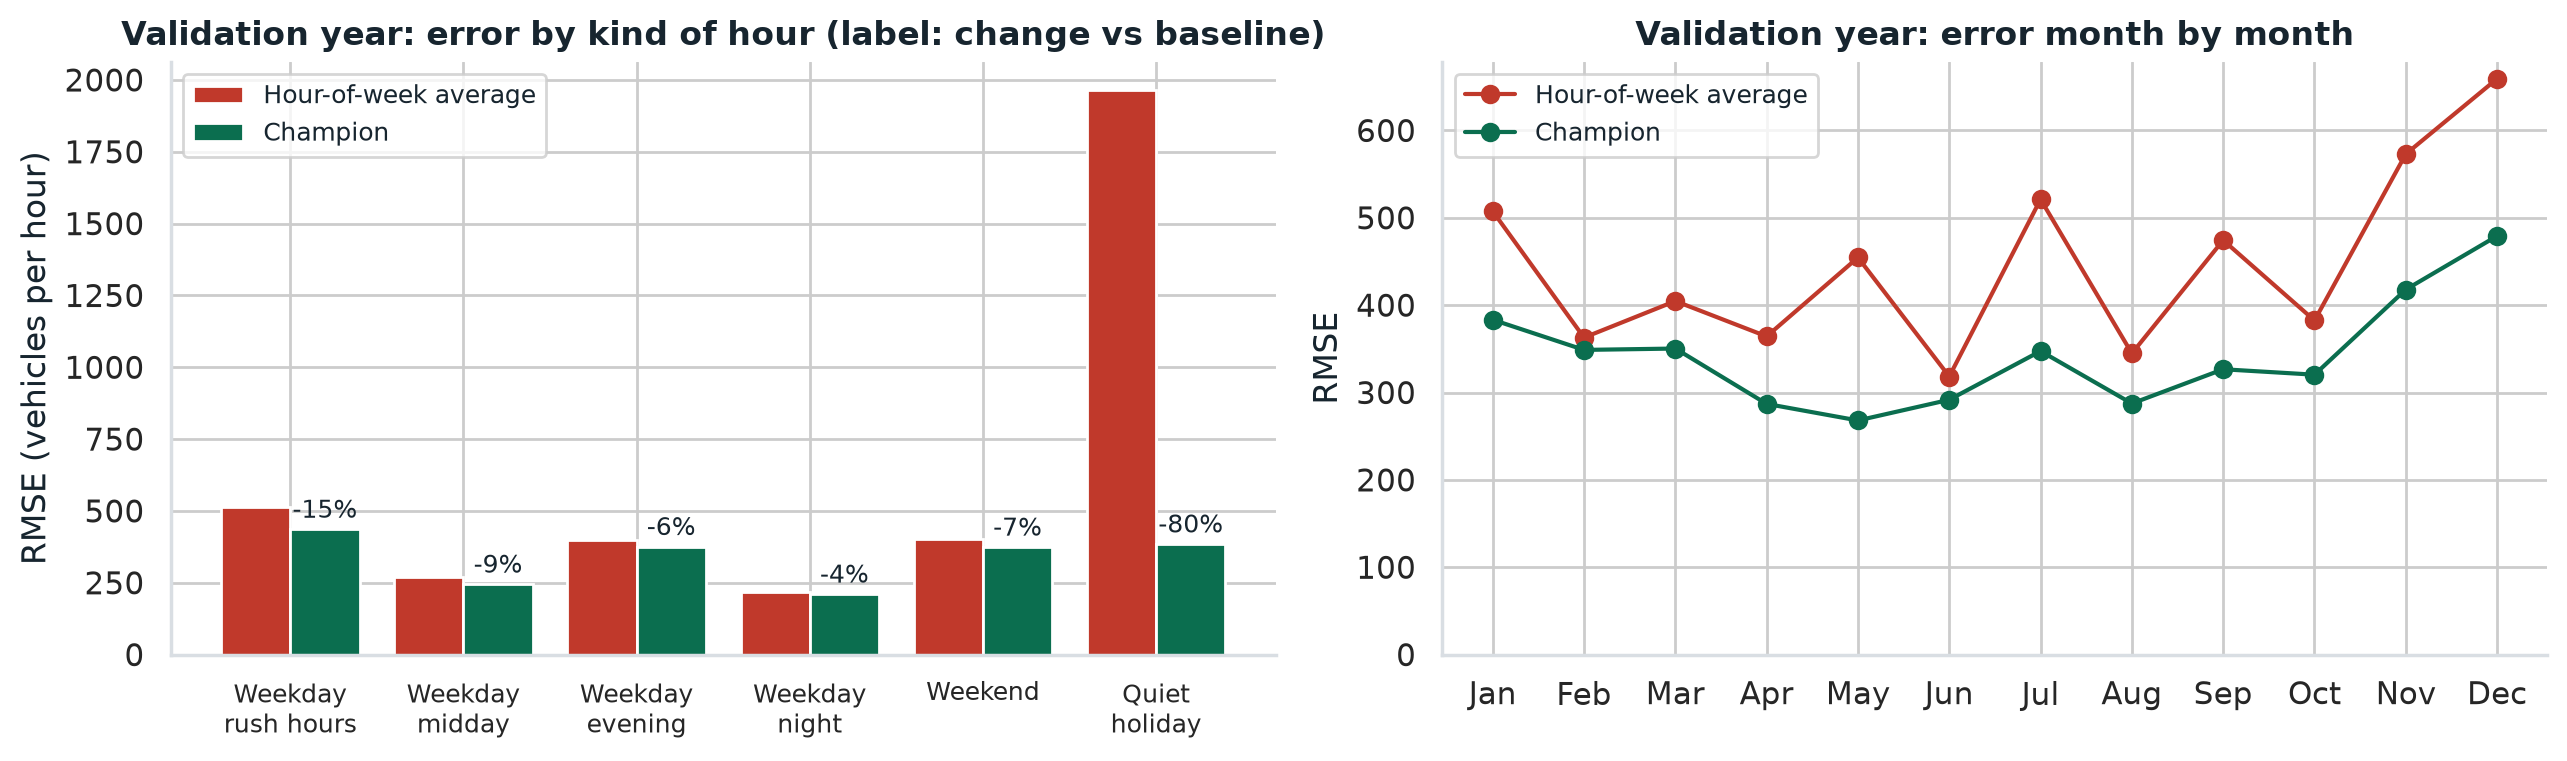 Validation year: error by kind of hour (label: change vs baseline)
RMSE (vehicles per hour)
2000
1750
1500
1250
1000
750
500
250
0
Hour-of-week average
Champion
-15%
-9%
-6%
-4%
-7%
-80%
Weekday
rush hours
Weekday
midday
Weekday
evening
Weekday
night
Weekend
Quiet
holiday
Validation year: error month by month
RMSE
600
500
400
300
200
100
0
Hour-of-week average
Champion
Jan
Feb
Mar
Apr
May
Jun
Jul
Aug
Sep
Oct
Nov
Dec